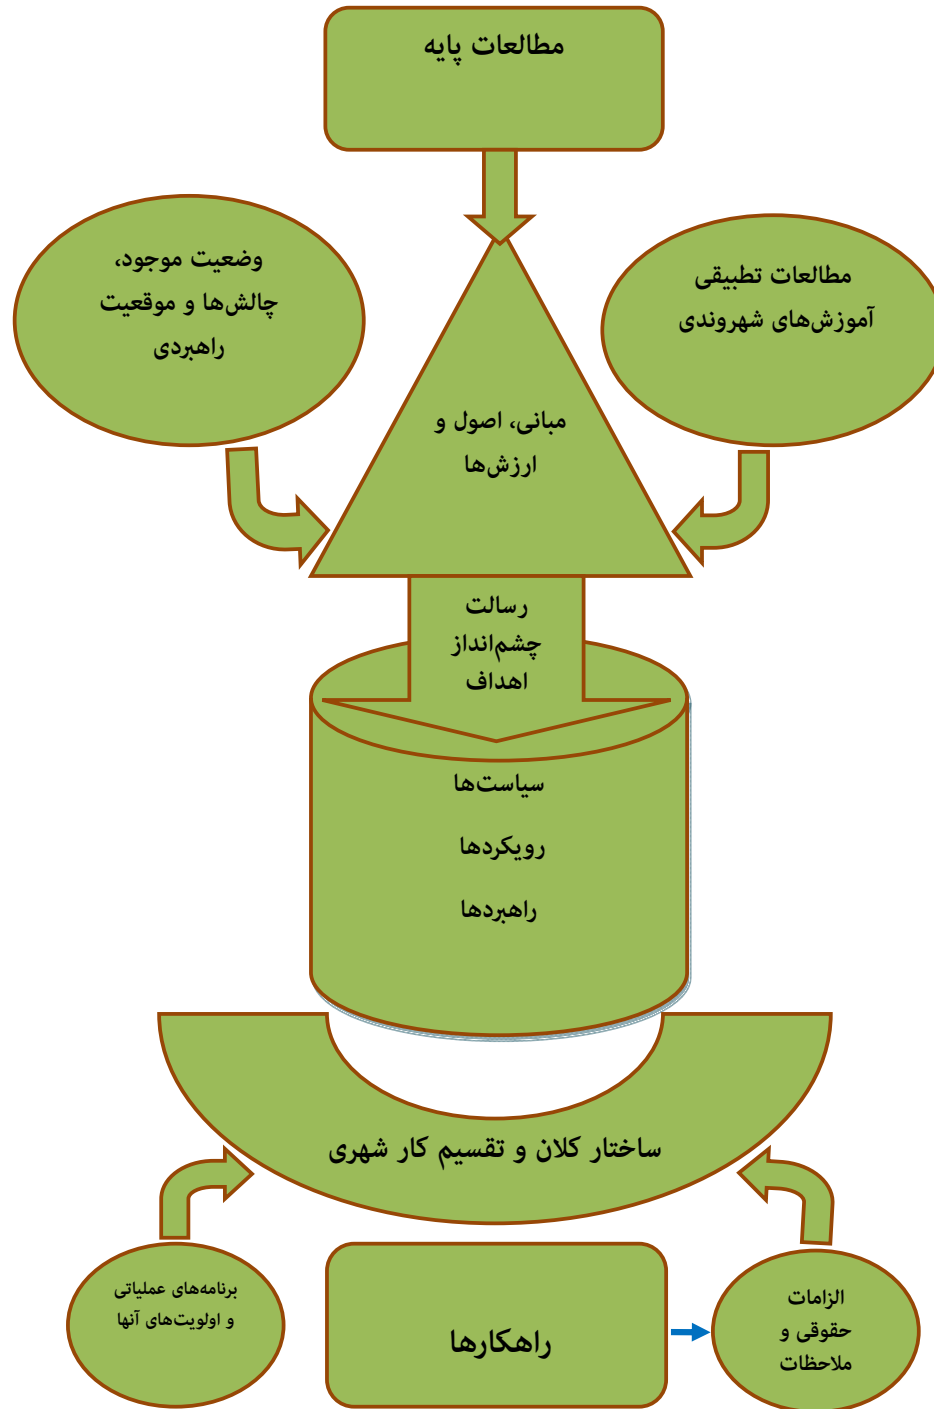 مطالعات پایه
مطالعات تطبیقی
آموزش‌های شهروندی
وضعیت موجود،
چالش‌ها و موقعیت
راهبردی
مبانی، اصول و
ارزش‌ها
رسالت
چشم‌انداز
اهداف
سیاست‌ها
رویکردها
راهبردها
ساختار کلان و تقسیم کار شهری
الزامات
حقوقی و
ملاحظات
راهکارها
برنامه‌های عملیاتی
و اولویت‌های آنها